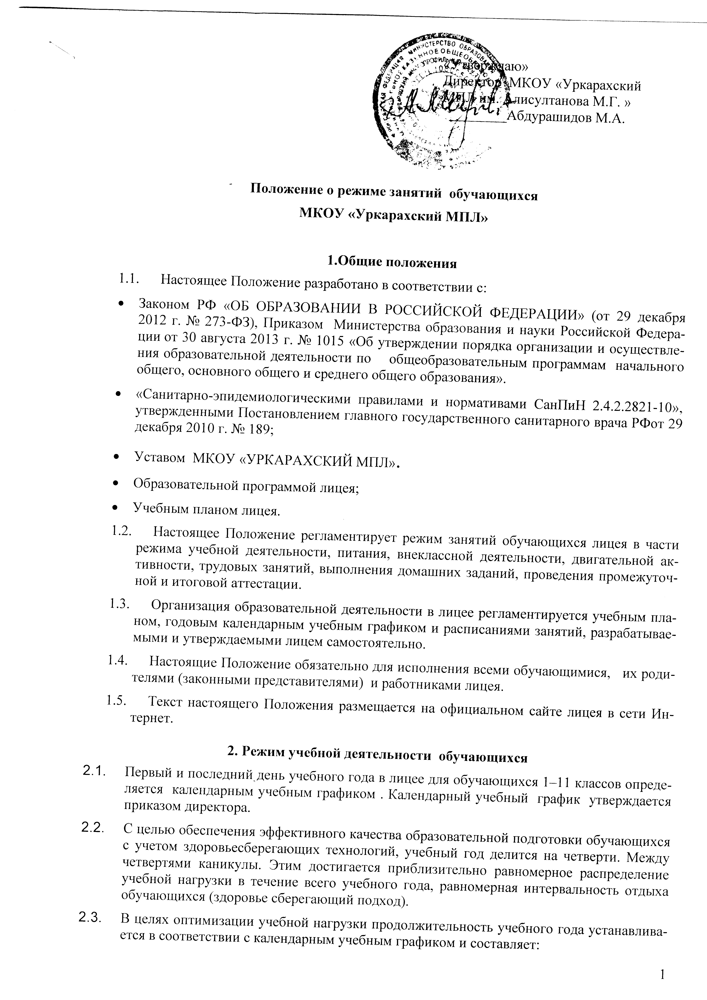 «Утверждаю»
Директор МКОУ «Уркарахский
МПЛ им. Алисултанова М.Г. »
_________Абдурашидов М.А.
МИНИСТЕРСТВО ОБРАЗОВАНИЯ
Положение о режиме занятий обучающихся
МКОУ «Уркарахский МПЛ»
1.Общие положения
1.1. Настоящее Положение разработано в соответствии с:
• Законом РФ «ОБ ОБРАЗОВАНИИ В РОССИЙСКОЙ ФЕДЕРАЦИИ» (от 29 декабря
2012 г. № 273-ФЗ), Приказом Министерства образования и науки Российской Федера-
ции от 30 августа 2013 г. № 1015 «Об утверждении порядка организации и осуществле-
ния образовательной деятельности по общеобразовательным программам начального
общего, основного общего и среднего общего образования».
• «Санитарно-эпидемиологическими правилами и нормативами СанПиН 2.4.2.2821-10»,
утвержденными Постановлением главного государственного санитарного врача РФот 29
декабря 2010 г. № 189;
• Уставом МКОУ «УРКАРАХСКИЙ МПЛ».
• Образовательной программой лицея;
• Учебным планом лицея.
1.2. Настоящее Положение регламентирует режим занятий обучающихся лицея в части
режима учебной деятельности, питания, внеклассной деятельности, двигательной ак-
тивности, трудовых занятий, выполнения домашних заданий, проведения промежуточ-
ной и итоговой аттестации.
1.3. Организация образовательной деятельности в лицее регламентируется учебным пла-
ном, годовым календарным учебным графиком и расписаниями занятий, разрабатывае-
мыми и утверждаемыми лицем самостоятельно.
1.4. Настоящие Положение обязательно для исполнения всеми обучающимися, их роди-
телями (законными представителями) и работниками лицея.
1.5. Текст настоящего Положения размещается на официальном сайте лицея в сети Ин-
тернет.
2. Режим учебной деятельности обучающихся
2.1. Первый и последний день учебного года в лицее для обучающихся 1–11 классов опреде-
ляется календарным учебным графиком . Календарный учебный график утверждается
приказом директора.
2.2. С целью обеспечения эффективного качества образовательной подготовки обучающихся
с учетом здоровьесберегающих технологий, учебный год делится на четверти. Между
четвертями каникулы. Этим достигается приблизительно равномерное распределение
учебной нагрузки в течение всего учебного года, равномерная интервальность отдыха
обучающихся (здоровье сберегающий подход).
2.3. В целях оптимизации учебной нагрузки продолжительность учебного года устанавлива-
ется в соответствии с календарным учебным графиком и составляет:
1